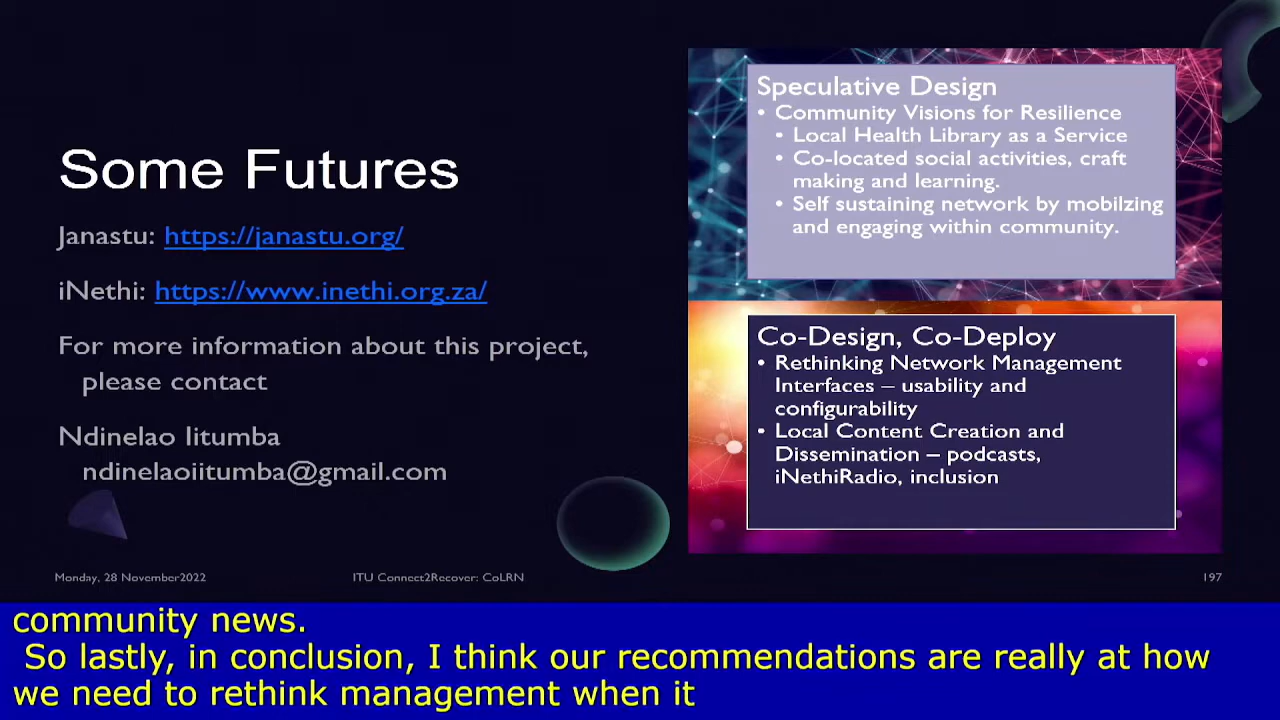 Some Futures
Janastu: https://janastu.org/
iNethi: https://www.inethi.org.za/
For more information about this project,
please contact
Ndinelao Iitumba
ndinelaoiitumba@gmail.com
Speculative Design
• Community Visions for Resilience
• Local Health Library as a Service
• Co-located social activities, craft
making and learning.
• Self sustaining network by mobilzing
and engaging within community.
Co-Design, Co-Deploy
• Rethinking Network Management
Interfaces – usability and
configurability
• Local Content Creation and
Dissemination – podcasts,
iNethiRadio, inclusion
Monday, 28 November2022
ITU Connect2Recover: CoLRN
197
community news.
So lastly, in conclusion, I think our recommendations are really at how
we need to rethink management when it